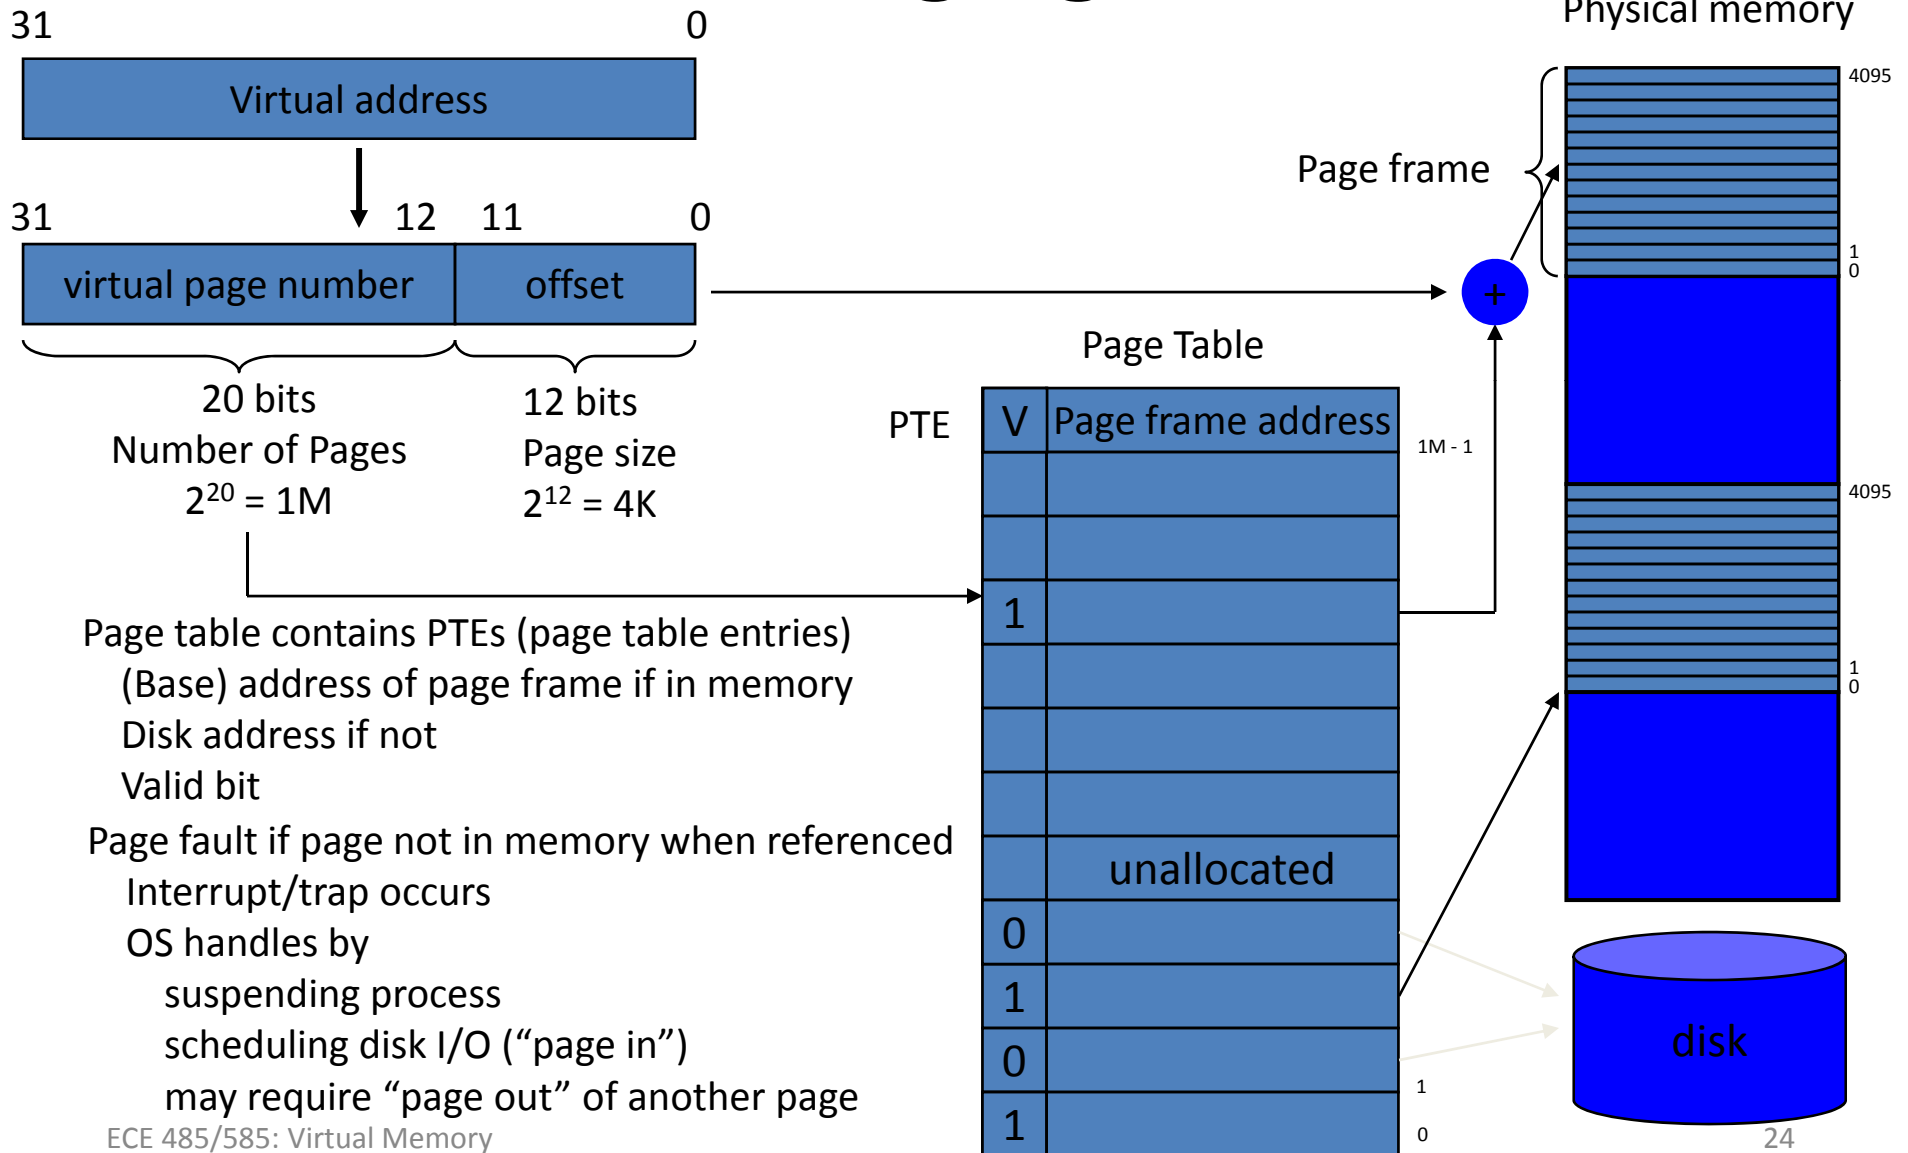 Physical memory
31 0
Virtual address
31 12 11 0
virtual page number offset
20 bits
Number of Pages
2²⁰ = 1M
12 bits
Page size
2¹² = 4K
Page table contains PTEs (page table entries)
(Base) address of page frame if in memory
Disk address if not
Valid bit
Page fault if page not in memory when referenced
Interrupt/trap occurs
OS handles by
suspending process
scheduling disk I/O (“page in”)
may require “page out” of another page
Page Table
PTE
V Page frame address
1M - 1
1
unallocated
0
1
0
1
1
0
Page frame
+
4095
1
0
4095
1
0
disk
ECE 485/585: Virtual Memory
24